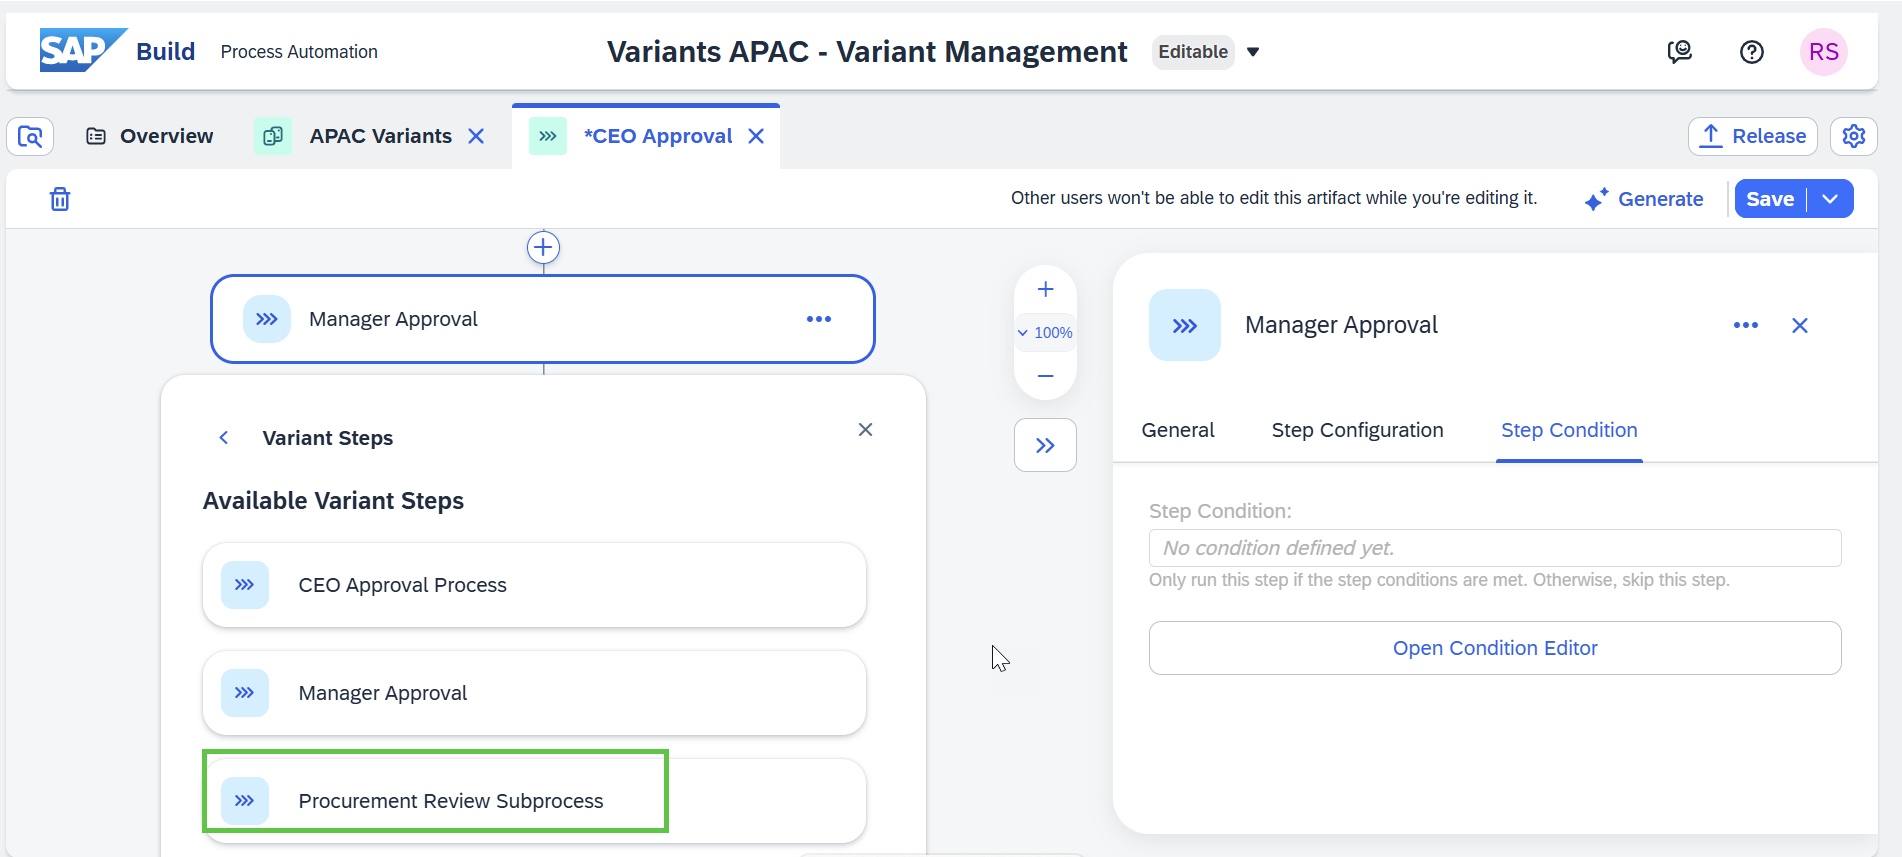 SAP Build Process Automation Variants APAC - Variant Management Editable RS
Overview APAC Variants *CEO Approval Release
Other users won't be able to edit this artifact while you're editing it. Generate Save
Manager Approval
Variant Steps
Available Variant Steps
CEO Approval Process
Manager Approval
Procurement Review Subprocess
100%
Manager Approval
General Step Configuration Step Condition
Step Condition:
No condition defined yet.
Only run this step if the step conditions are met. Otherwise, skip this step.
Open Condition Editor